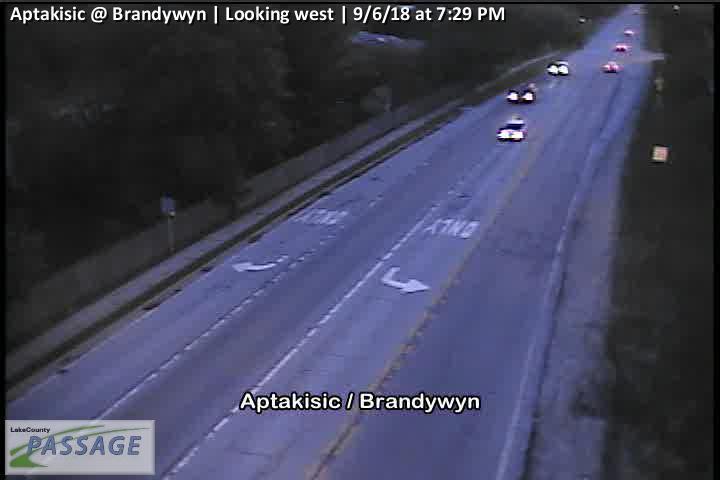 Aptakisic @ Brandywyn | Looking west | 9/6/18 at 7:29 PM
ONLY
ONLY
Aptakisic / Brandywyn
LakeCounty
PASSAGE